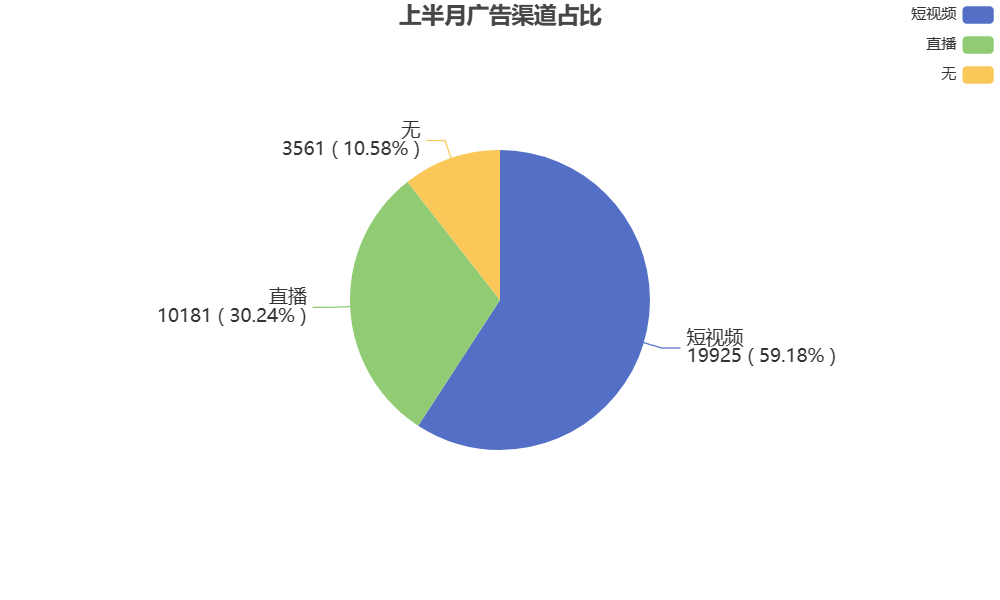 上半月广告渠道占比
短视频
直播
无
无
3561 ( 10.58% )
直播
10181 ( 30.24% )
短视频
19925 ( 59.18% )